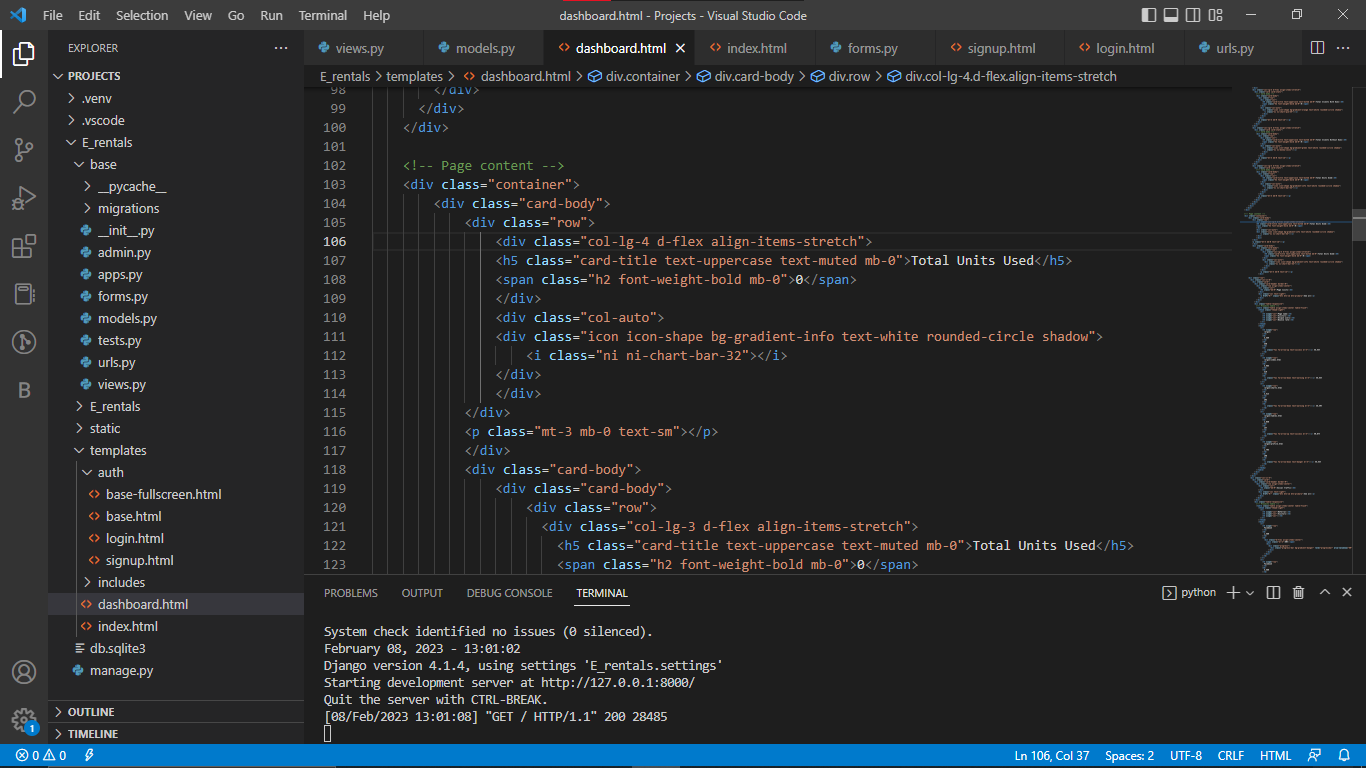 File Edit Selection View Go Run Terminal Help dashboard.html - Projects - Visual Studio Code
EXPLORER ···
PROJECTS
.venv
.vscode
E_rentals
base
__pycache__
migrations
__init__.py
admin.py
apps.py
forms.py
models.py
tests.py
urls.py
views.py
E_rentals
static
templates
auth
base-fullscreen.html
base.html
login.html
signup.html
includes
dashboard.html
index.html
db.sqlite3
manage.py
OUTLINE
TIMELINE
views.py models.py dashboard.html index.html forms.py signup.html login.html urls.py
E_rentals > templates > dashboard.html > div.container > div.card-body > div.row > div.col-lg-4.d-flex.align-items-stretch
98 </div>
99 </div>
100 </div>
101
102 <!-- Page content -->
103 <div class="container">
104 <div class="card-body">
105 <div class="row">
106 <div class="col-lg-4 d-flex align-items-stretch">
107 <h5 class="card-title text-uppercase text-muted mb-0">Total Units Used</h5>
108 <span class="h2 font-weight-bold mb-0">0</span>
109 </div>
110 <div class="col-auto">
111 <div class="icon icon-shape bg-gradient-info text-white rounded-circle shadow">
112 <i class="ni ni-chart-bar-32"></i>
113 </div>
114 </div>
115 </div>
116 <p class="mt-3 mb-0 text-sm"></p>
117 </div>
118 <div class="card-body">
119 <div class="card-body">
120 <div class="row">
121 <div class="col-lg-3 d-flex align-items-stretch">
122 <h5 class="card-title text-uppercase text-muted mb-0">Total Units Used</h5>
123 <span class="h2 font-weight-bold mb-0">0</span>
PROBLEMS OUTPUT DEBUG CONSOLE TERMINAL python
System check identified no issues (0 silenced).
February 08, 2023 - 13:01:02
Django version 4.1.4, using settings 'E_rentals.settings'
Starting development server at http://127.0.0.1:8000/
Quit the server with CTRL-BREAK.
[08/Feb/2023 13:01:08] "GET / HTTP/1.1" 200 28485
B
1
0 0 Ln 106, Col 37 Spaces: 2 UTF-8 CRLF HTML